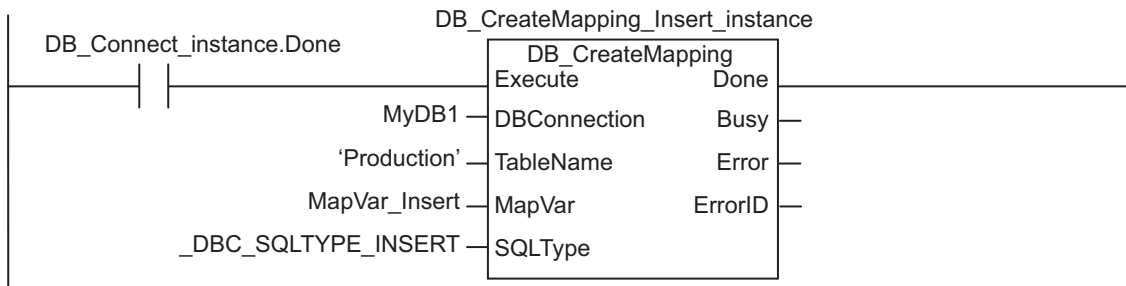 DB_CreateMapping_Insert_instance
DB_Connect_instance.Done
DB_CreateMapping
Execute Done
MyDB1 DBConnection Busy
‘Production’ TableName Error
MapVar_Insert MapVar ErrorID
_DBC_SQLTYPE_INSERT SQLType